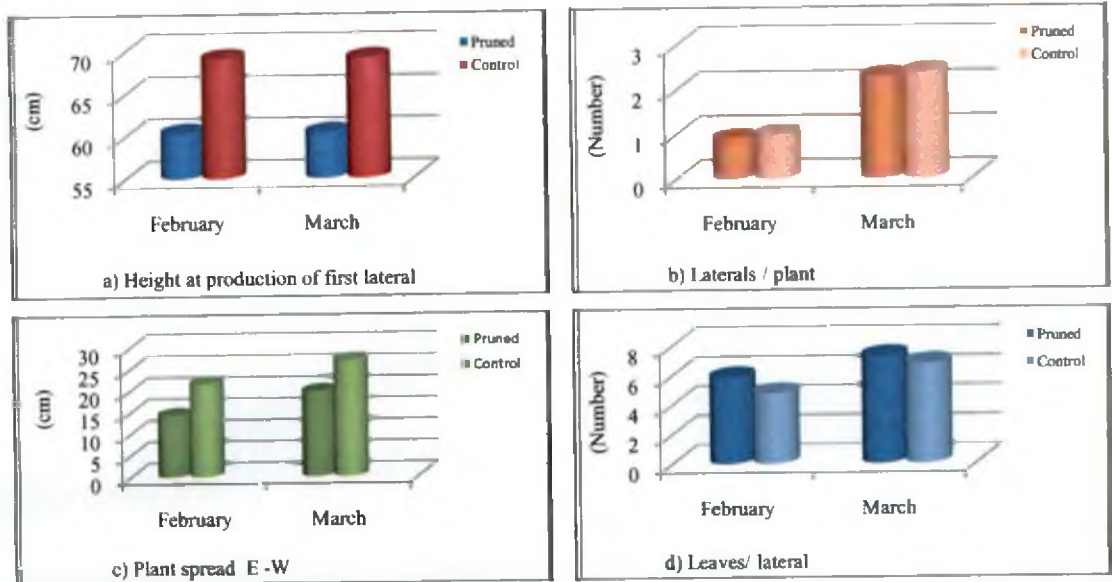 70
65
60
55
(cm)
Pruned
Control
February March
a) Height at production of first lateral
3
2
1
0
(Number)
Pruned
Control
February March
b) Laterals / plant
30
25
20
15
10
5
0
(cm)
Pruned
Control
February March
c) Plant spread E -W
8
6
4
2
0
(Number)
Pruned
Control
February March
d) Leaves/ lateral